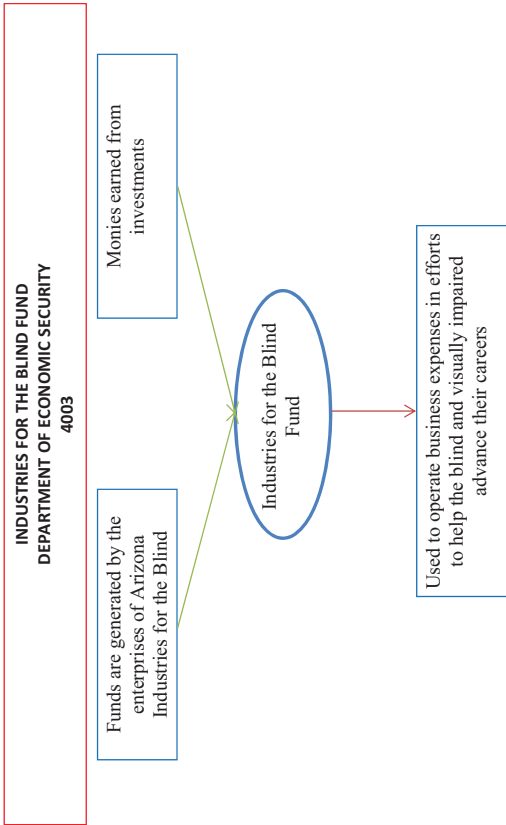 INDUSTRIES FOR THE BLIND FUND
DEPARTMENT OF ECONOMIC SECURITY
4003
Funds are generated by the
enterprises of Arizona
Industries for the Blind
Monies earned from
investments
Industries for the Blind
Fund
Used to operate business expenses in efforts
to help the blind and visually impaired
advance their careers